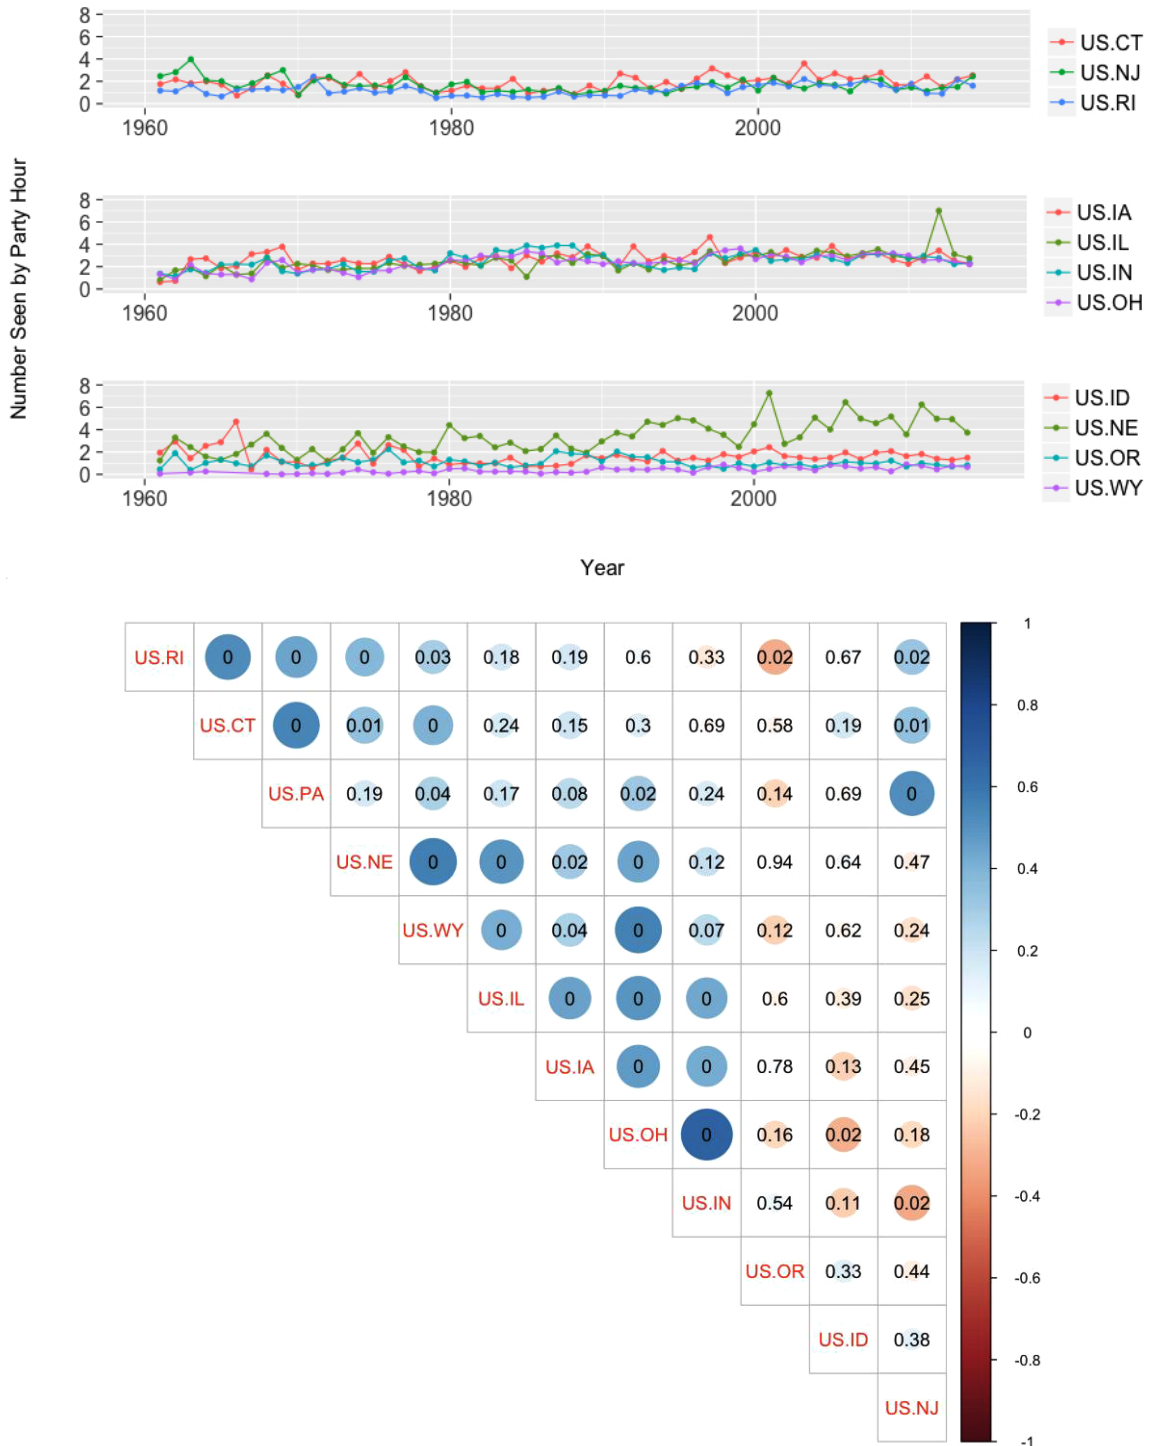 Number Seen by Party Hour
8
6
4
2
0
1960 1980 2000
US.CT
US.NJ
US.RI
8
6
4
2
0
1960 1980 2000
US.IA
US.IL
US.IN
US.OH
8
6
4
2
0
1960 1980 2000
US.ID
US.NE
US.OR
US.WY
Year
US.RI 0 0 0 0.03 0.18 0.19 0.6 0.33 0.02 0.67 0.02
US.CT 0 0.01 0 0.24 0.15 0.3 0.69 0.58 0.19 0.01
US.PA 0.19 0.04 0.17 0.08 0.02 0.24 0.14 0.69 0
US.NE 0 0 0.02 0 0.12 0.94 0.64 0.47
US.WY 0 0.04 0 0.07 0.12 0.62 0.24
US.IL 0 0 0 0.6 0.39 0.25
US.IA 0 0 0.78 0.13 0.45
US.OH 0 0.16 0.02 0.18
US.IN 0.54 0.11 0.02
US.OR 0.33 0.44
US.ID 0.38
US.NJ
1
0.8
0.6
0.4
0.2
0
-0.2
-0.4
-0.6
-0.8
-1